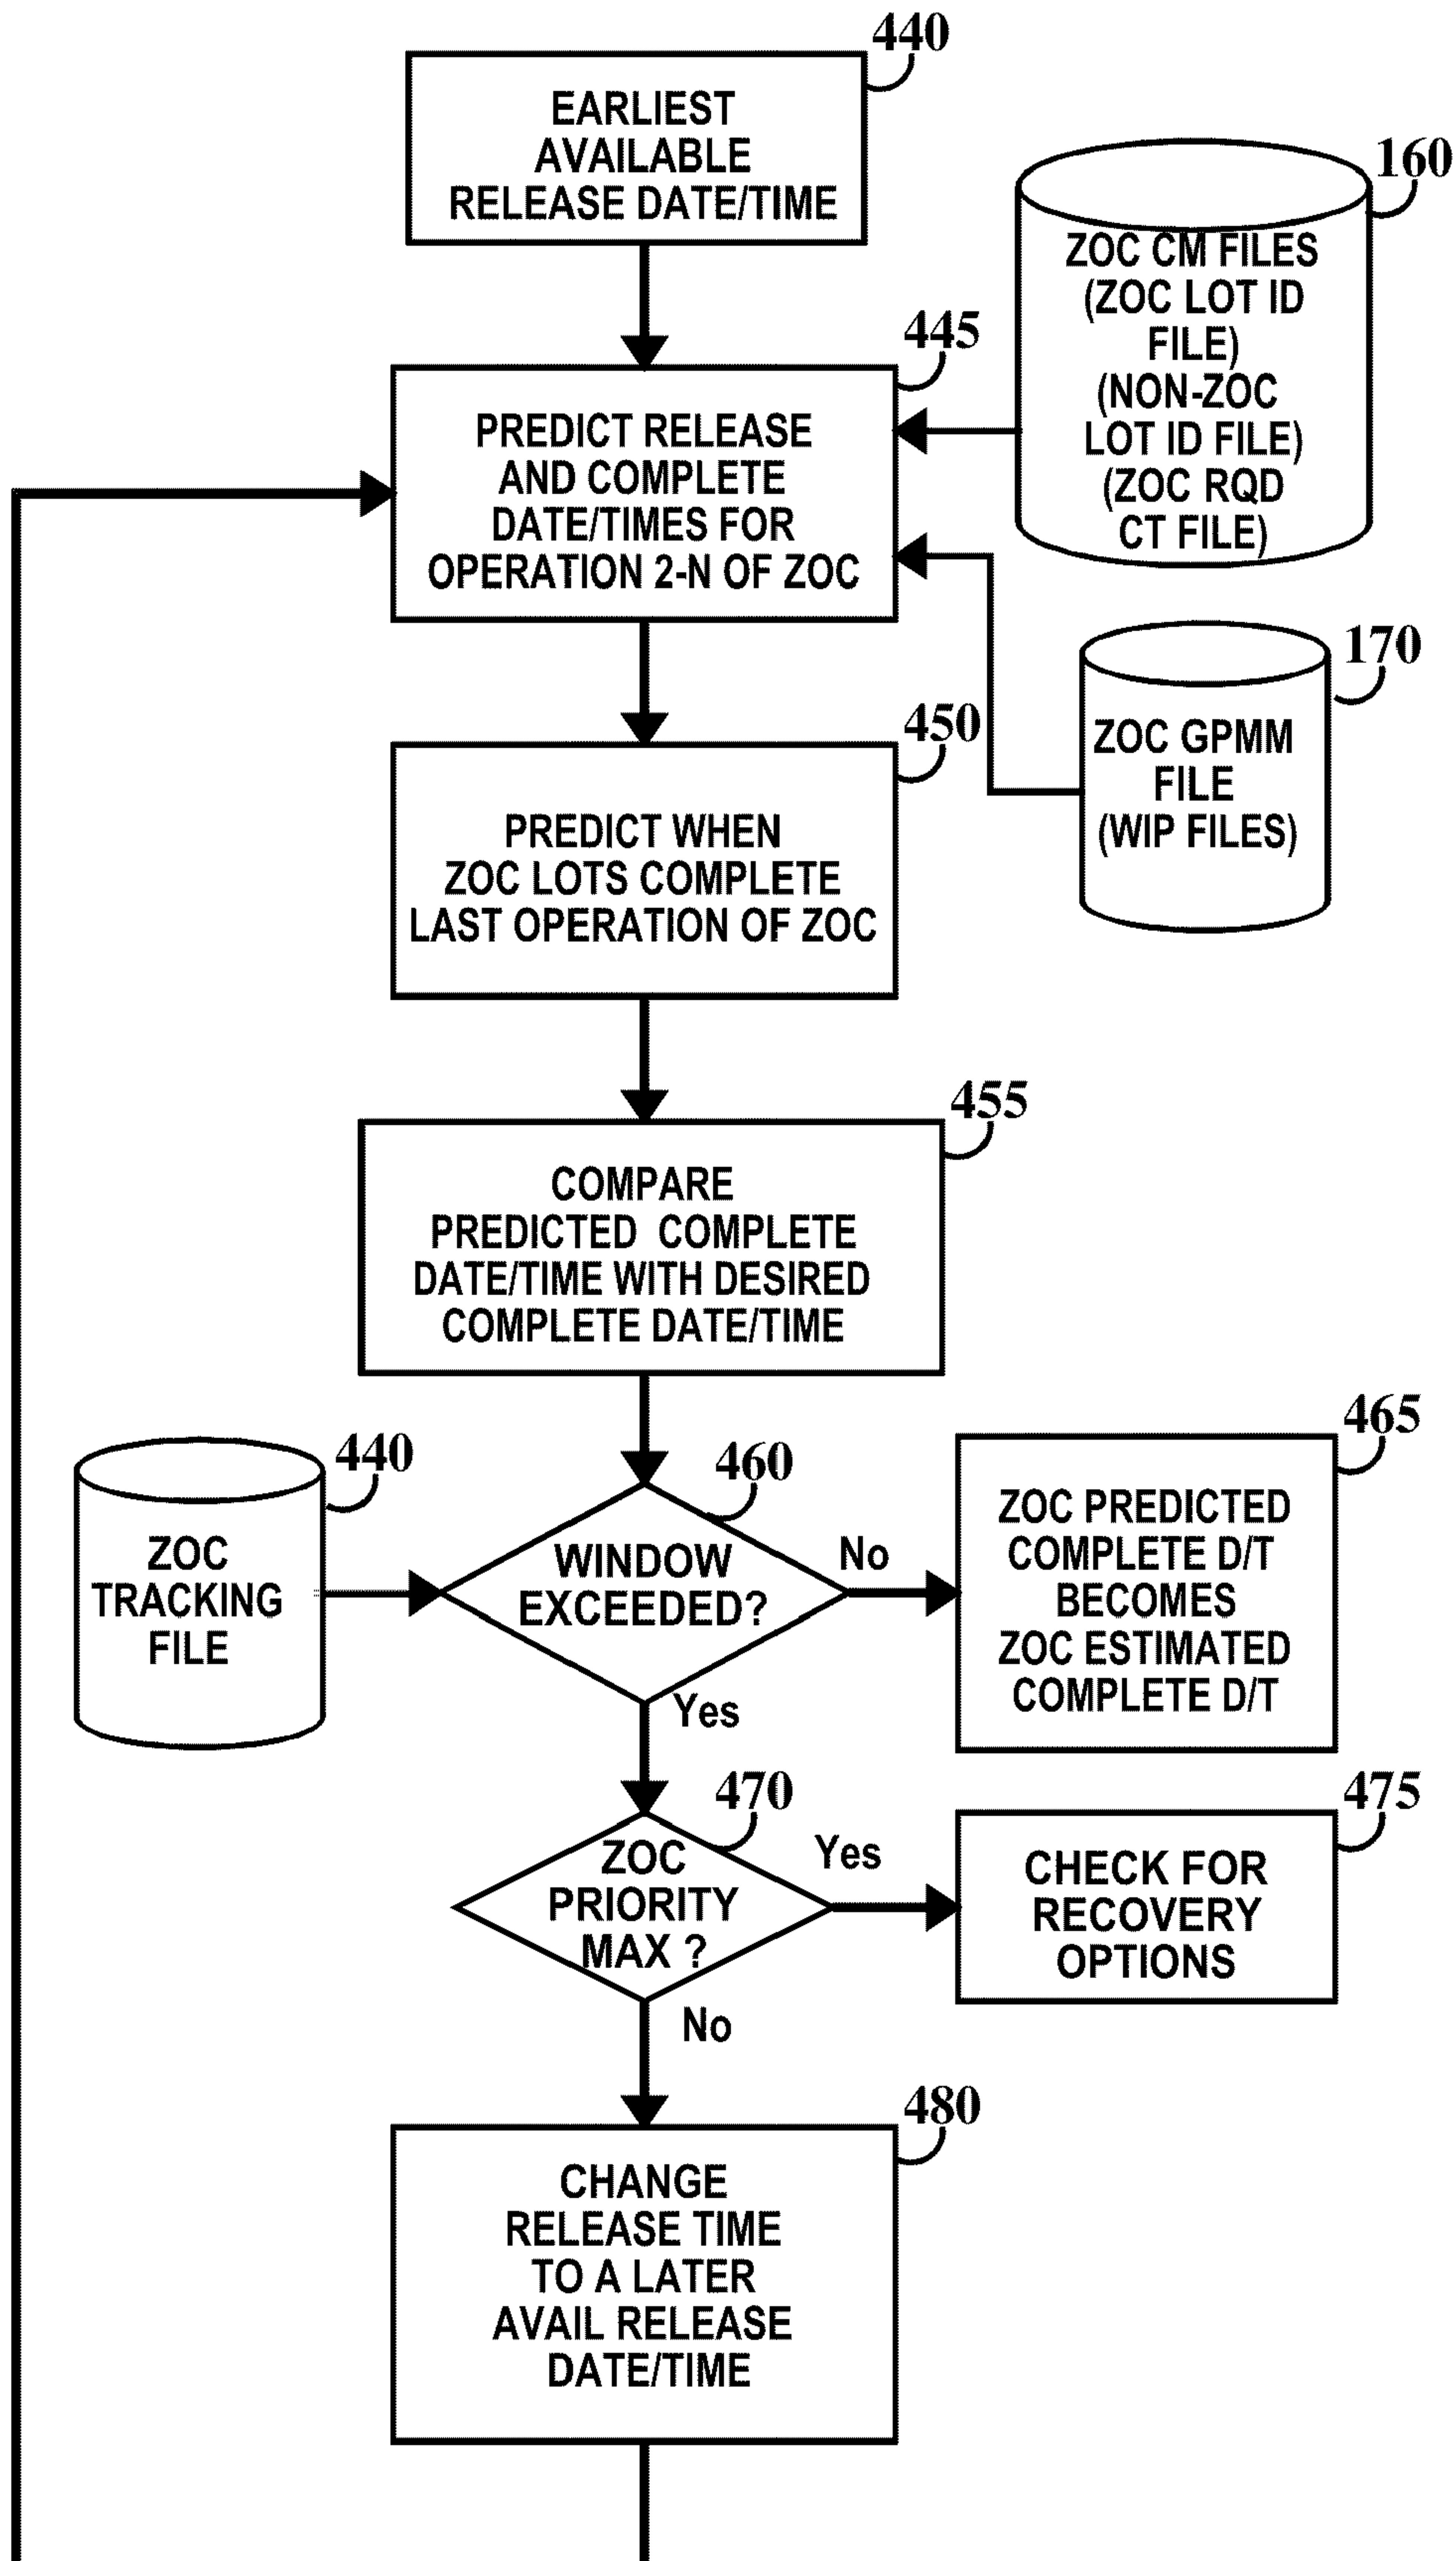 440
EARLIEST
AVAILABLE
RELEASE DATE/TIME
160
ZOC CM FILES
(ZOC LOT ID
FILE)
(NON-ZOC
LOT ID FILE)
(ZOC RQD
CT FILE)
445
PREDICT RELEASE
AND COMPLETE
DATE/TIMES FOR
OPERATION 2-N OF ZOC
170
ZOC GPMM
FILE
(WIP FILES)
450
PREDICT WHEN
ZOC LOTS COMPLETE
LAST OPERATION OF ZOC
455
COMPARE
PREDICTED COMPLETE
DATE/TIME WITH DESIRED
COMPLETE DATE/TIME
440
ZOC
TRACKING
FILE
460
WINDOW
EXCEEDED?
No
Yes
465
ZOC PREDICTED
COMPLETE D/T
BECOMES
ZOC ESTIMATED
COMPLETE D/T
470
ZOC
PRIORITY
MAX ?
Yes
No
475
CHECK FOR
RECOVERY
OPTIONS
480
CHANGE
RELEASE TIME
TO A LATER
AVAIL RELEASE
DATE/TIME